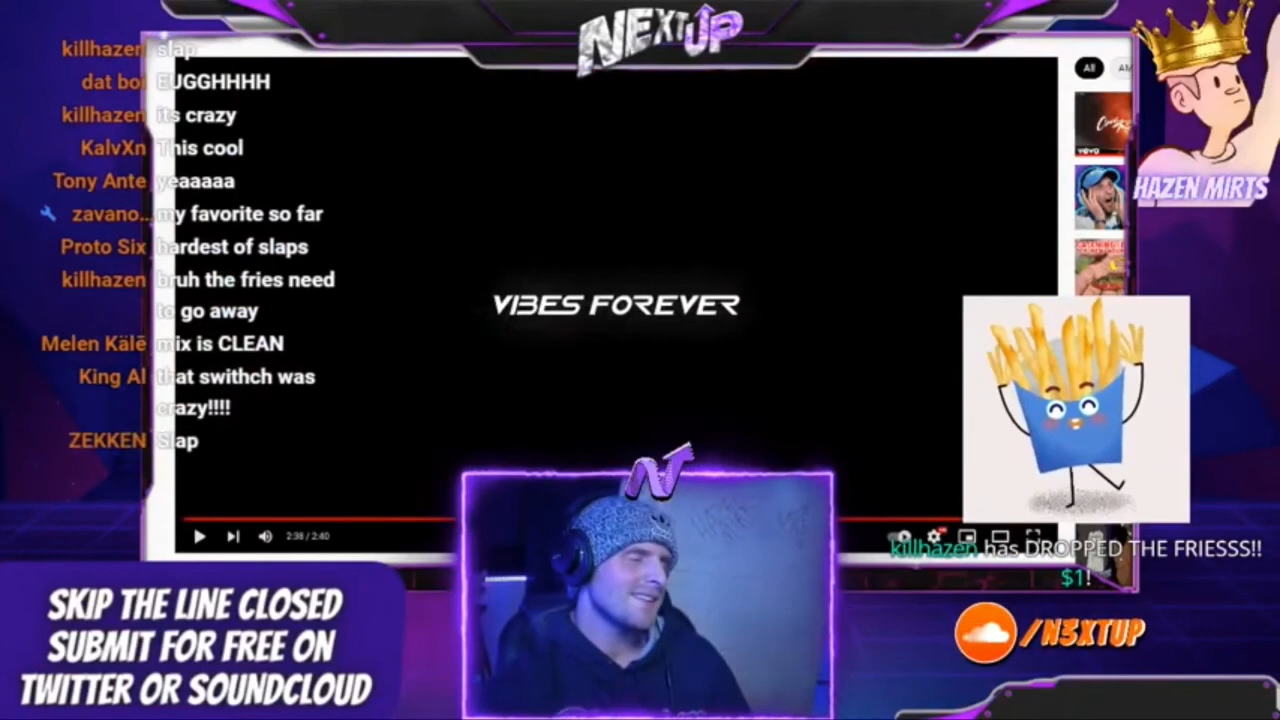 NEXTUP
killhazen slap
dat boi EUGGHHHH
killhazen its crazy
KalvXn This cool
Tony Ante yeaaaaa
zavano... my favorite so far
Proto Six hardest of slaps
killhazen bruh the fries need
to go away
Melen Kälē mix is CLEAN
King Al that swithch was
crazy!!!!
ZEKKEN Slap
VIBES FOREVER
All
vevo
HAZEN MIRTS
2:38 / 2:40
N
killhazen has DROPPED THE FRIESSS!!
$1!
SKIP THE LINE CLOSED
SUBMIT FOR FREE ON
TWITTER OR SOUNDCLOUD
/N3XTUP